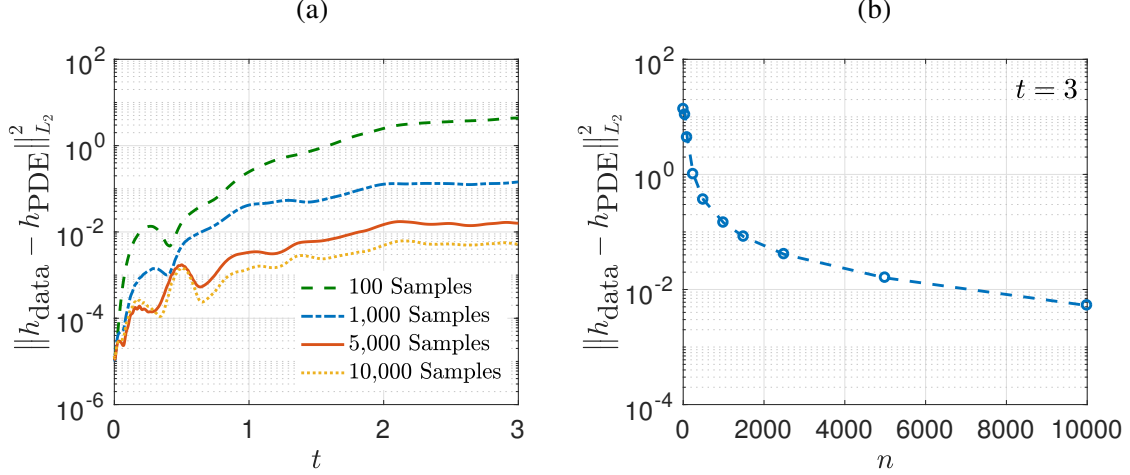 (a)
10^2
10^0
10^-2
10^-4
10^-6
||h_data − h_PDE||^2_{L_2}
100 Samples
1,000 Samples
5,000 Samples
10,000 Samples
0 1 2 3
t
(b)
10^2
10^0
10^-2
10^-4
||h_data − h_PDE||^2_{L_2}
t = 3
0 2000 4000 6000 8000 10000
n